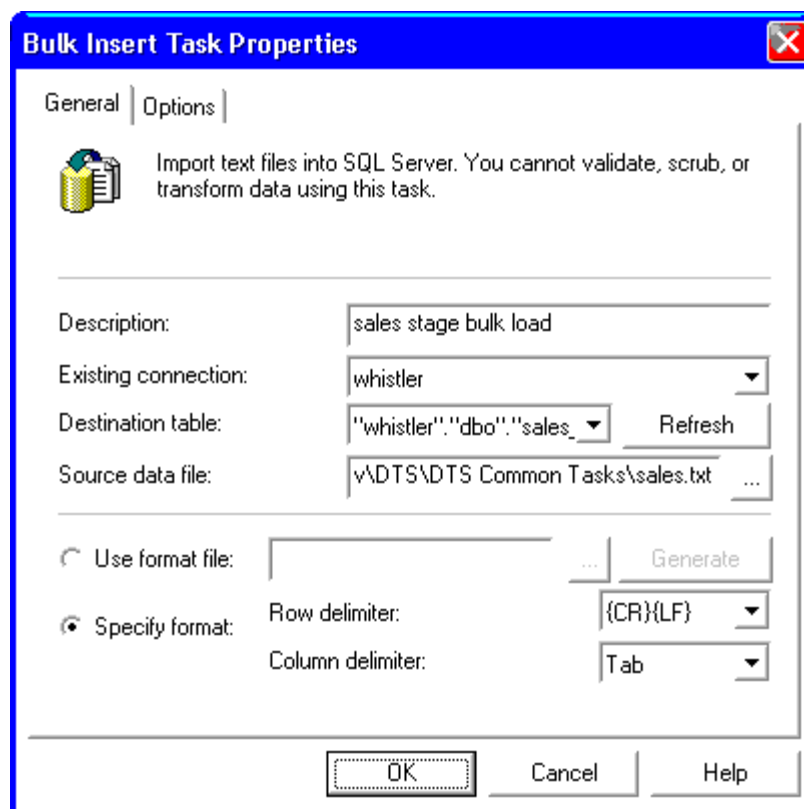 Bulk Insert Task Properties
General Options
Import text files into SQL Server. You cannot validate, scrub, or
transform data using this task.
Description: sales stage bulk load
Existing connection: whistler
Destination table: "whistler"."dbo"."sales_ Refresh
Source data file: v\DTS\DTS Common Tasks\sales.txt ...
Use format file: ... Generate
Specify format: Row delimiter: {CR}{LF}
Column delimiter: Tab
OK Cancel Help